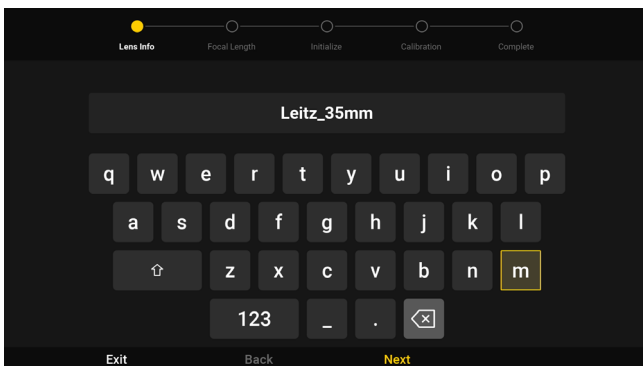 Lens Info Focal Length Initialize Calibration Complete
Leitz_35mm
q w e r t y u i o p
a s d f g h j k l
z x c v b n m
123 _ .
Exit Back Next